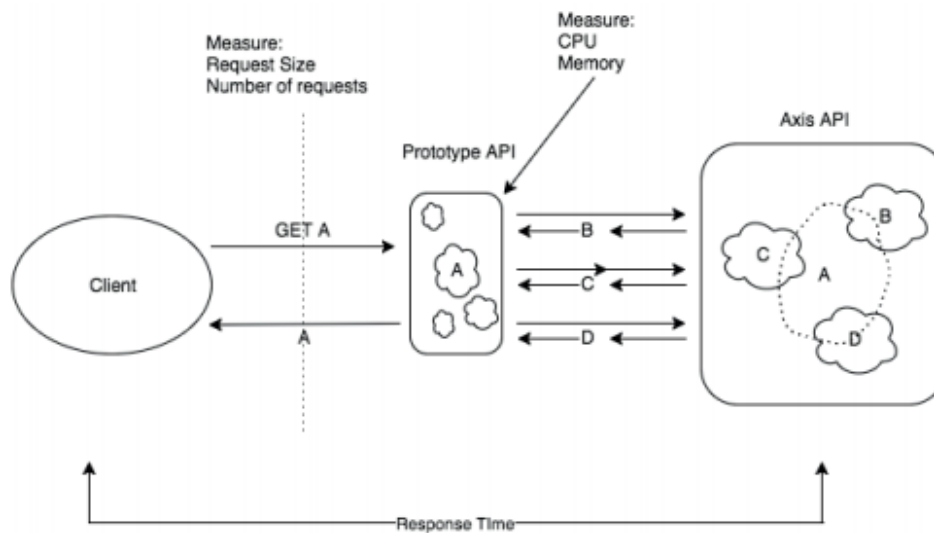 Measure:
Request Size
Number of requests
Measure:
CPU
Memory
Axis API
Prototype API
GET A
B
B
C
A
Client
A
C
A
D
D
Response TIme